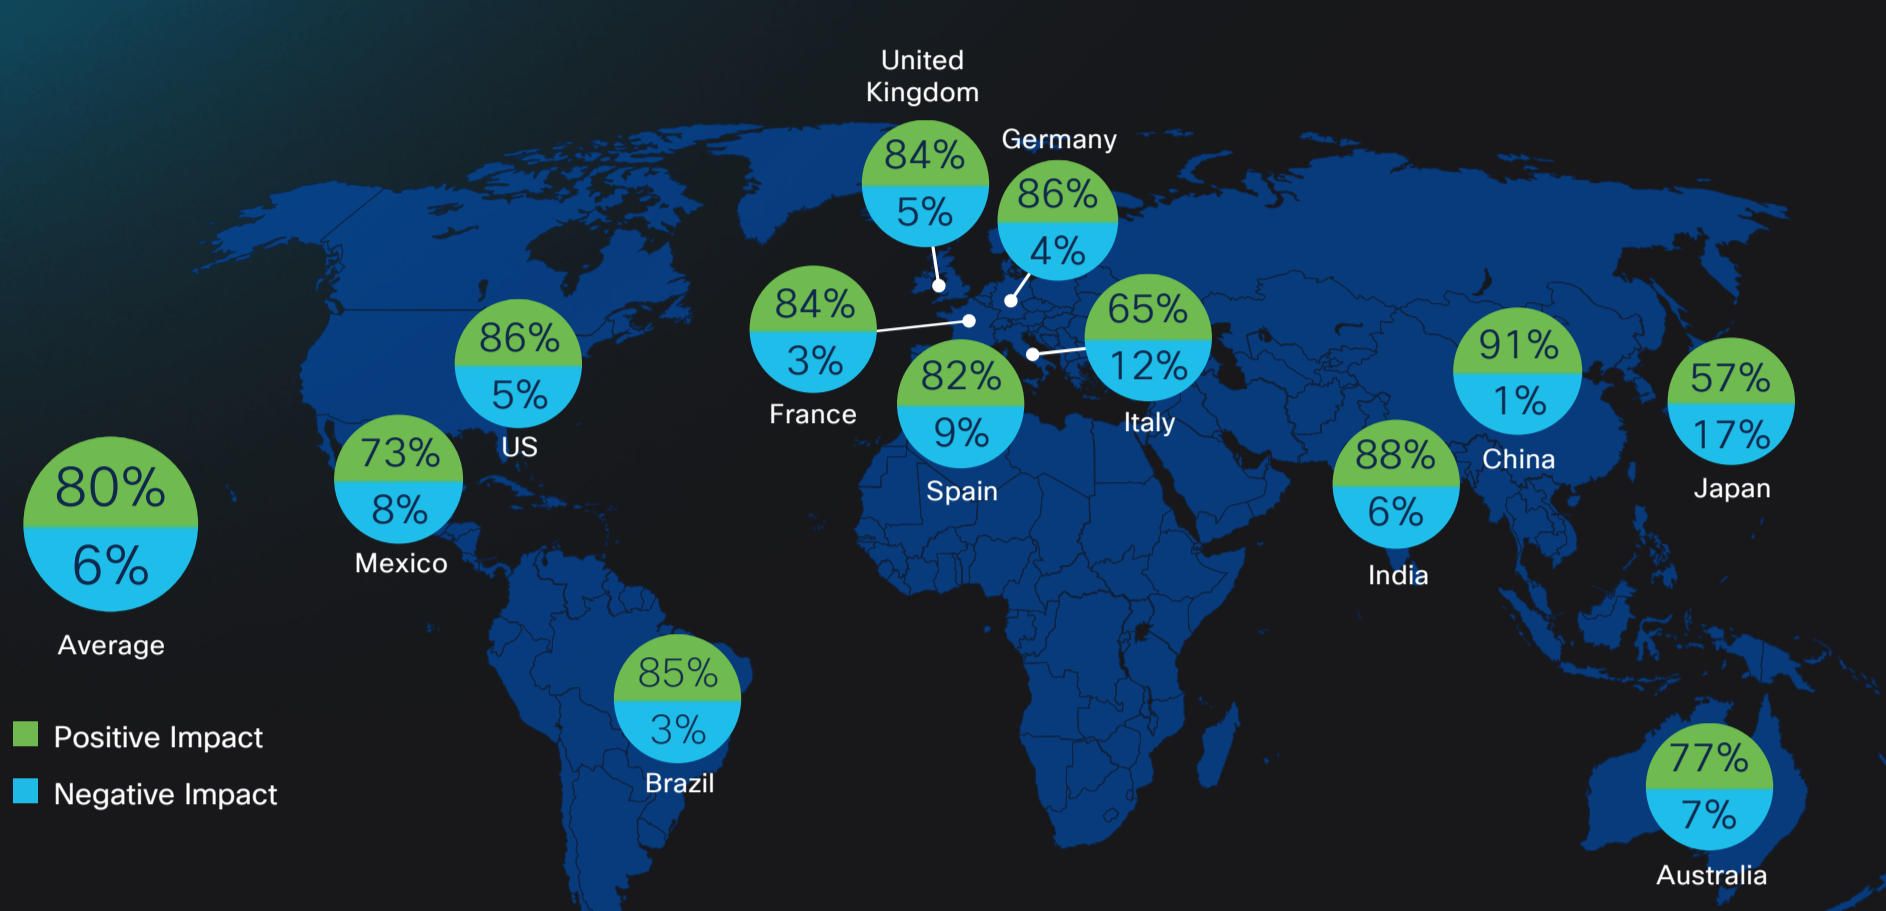 United
Kingdom
84%
5%
Germany
86%
4%
84%
3%
France
65%
12%
Italy
82%
9%
Spain
86%
5%
US
73%
8%
Mexico
91%
1%
China
57%
17%
Japan
88%
6%
India
80%
6%
Average
85%
3%
Brazil
77%
7%
Australia
Positive Impact
Negative Impact